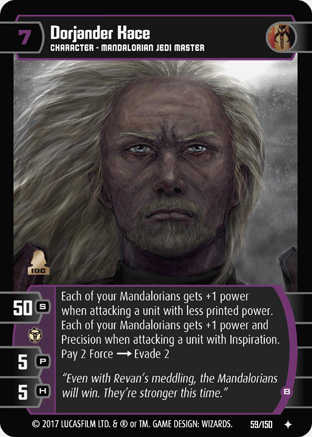 7
Dorjander Kace
CHARACTER - MANDALORIAN JEDI MASTER
IDC
50 S
5 P
5 H
Each of your Mandalorians gets +1 power
when attacking a unit with less printed power.
Each of your Mandalorians gets +1 power and
Precision when attacking a unit with Inspiration.
Pay 2 Force → Evade 2
“Even with Revan’s meddling, the Mandalorians
will win. They’re stronger this time.”
B
© 2017 LUCASFILM LTD. & ® or TM. GAME DESIGN: WIZARDS.
59/150